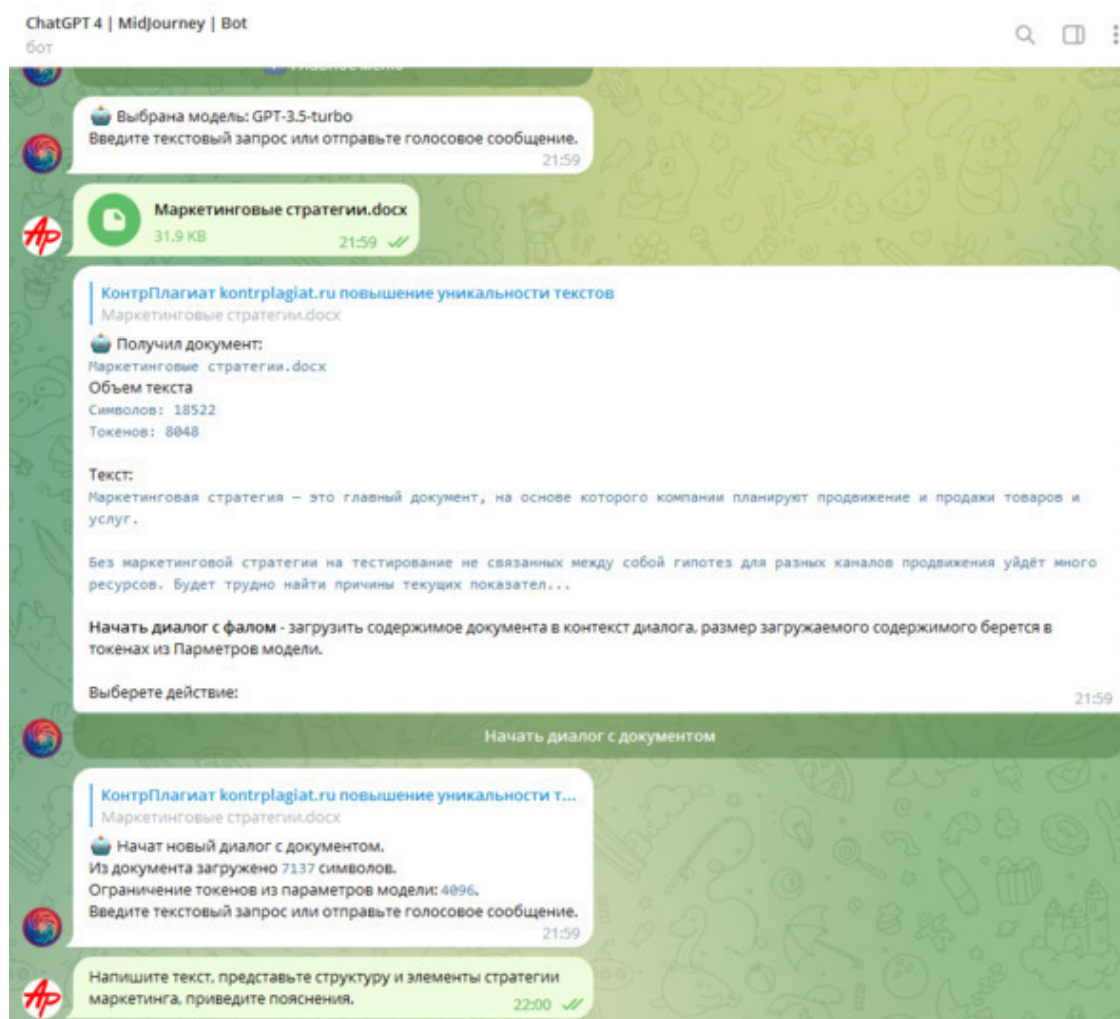 ChatGPT 4 | MidJourney | Bot
бот
Главное меню
Выбрана модель: GPT-3.5-turbo
Введите текстовый запрос или отправьте голосовое сообщение.
21:59
Маркетинговые стратегии.docx
31.9 KB
21:59
КонтрПлагиат kontrplagiat.ru повышение уникальности текстов
Маркетинговые стратегии.docx
Получил документ:
Маркетинговые стратегии.docx
Объем текста
Символов: 18522
Токенов: 8048
Текст:
Маркетинговая стратегия – это главный документ, на основе которого компании планируют продвижение и продажи товаров и
услуг.
Без маркетинговой стратегии на тестирование не связанных между собой гипотез для разных каналов продвижения уйдёт много
ресурсов. Будет трудно найти причины текущих показател...
Начать диалог с фалом - загрузить содержимое документа в контекст диалога, размер загружаемого содержимого берется в
токенах из Парметров модели.
Выберете действие:
21:59
Начать диалог с документом
КонтрПлагиат kontrplagiat.ru повышение уникальности т...
Маркетинговые стратегии.docx
Начат новый диалог с документом.
Из документа загружено 7137 символов.
Ограничение токенов из параметров модели: 4096.
Введите текстовый запрос или отправьте голосовое сообщение.
21:59
Напишите текст, представьте структуру и элементы стратегии
маркетинга, приведите пояснения.
22:00
Ap